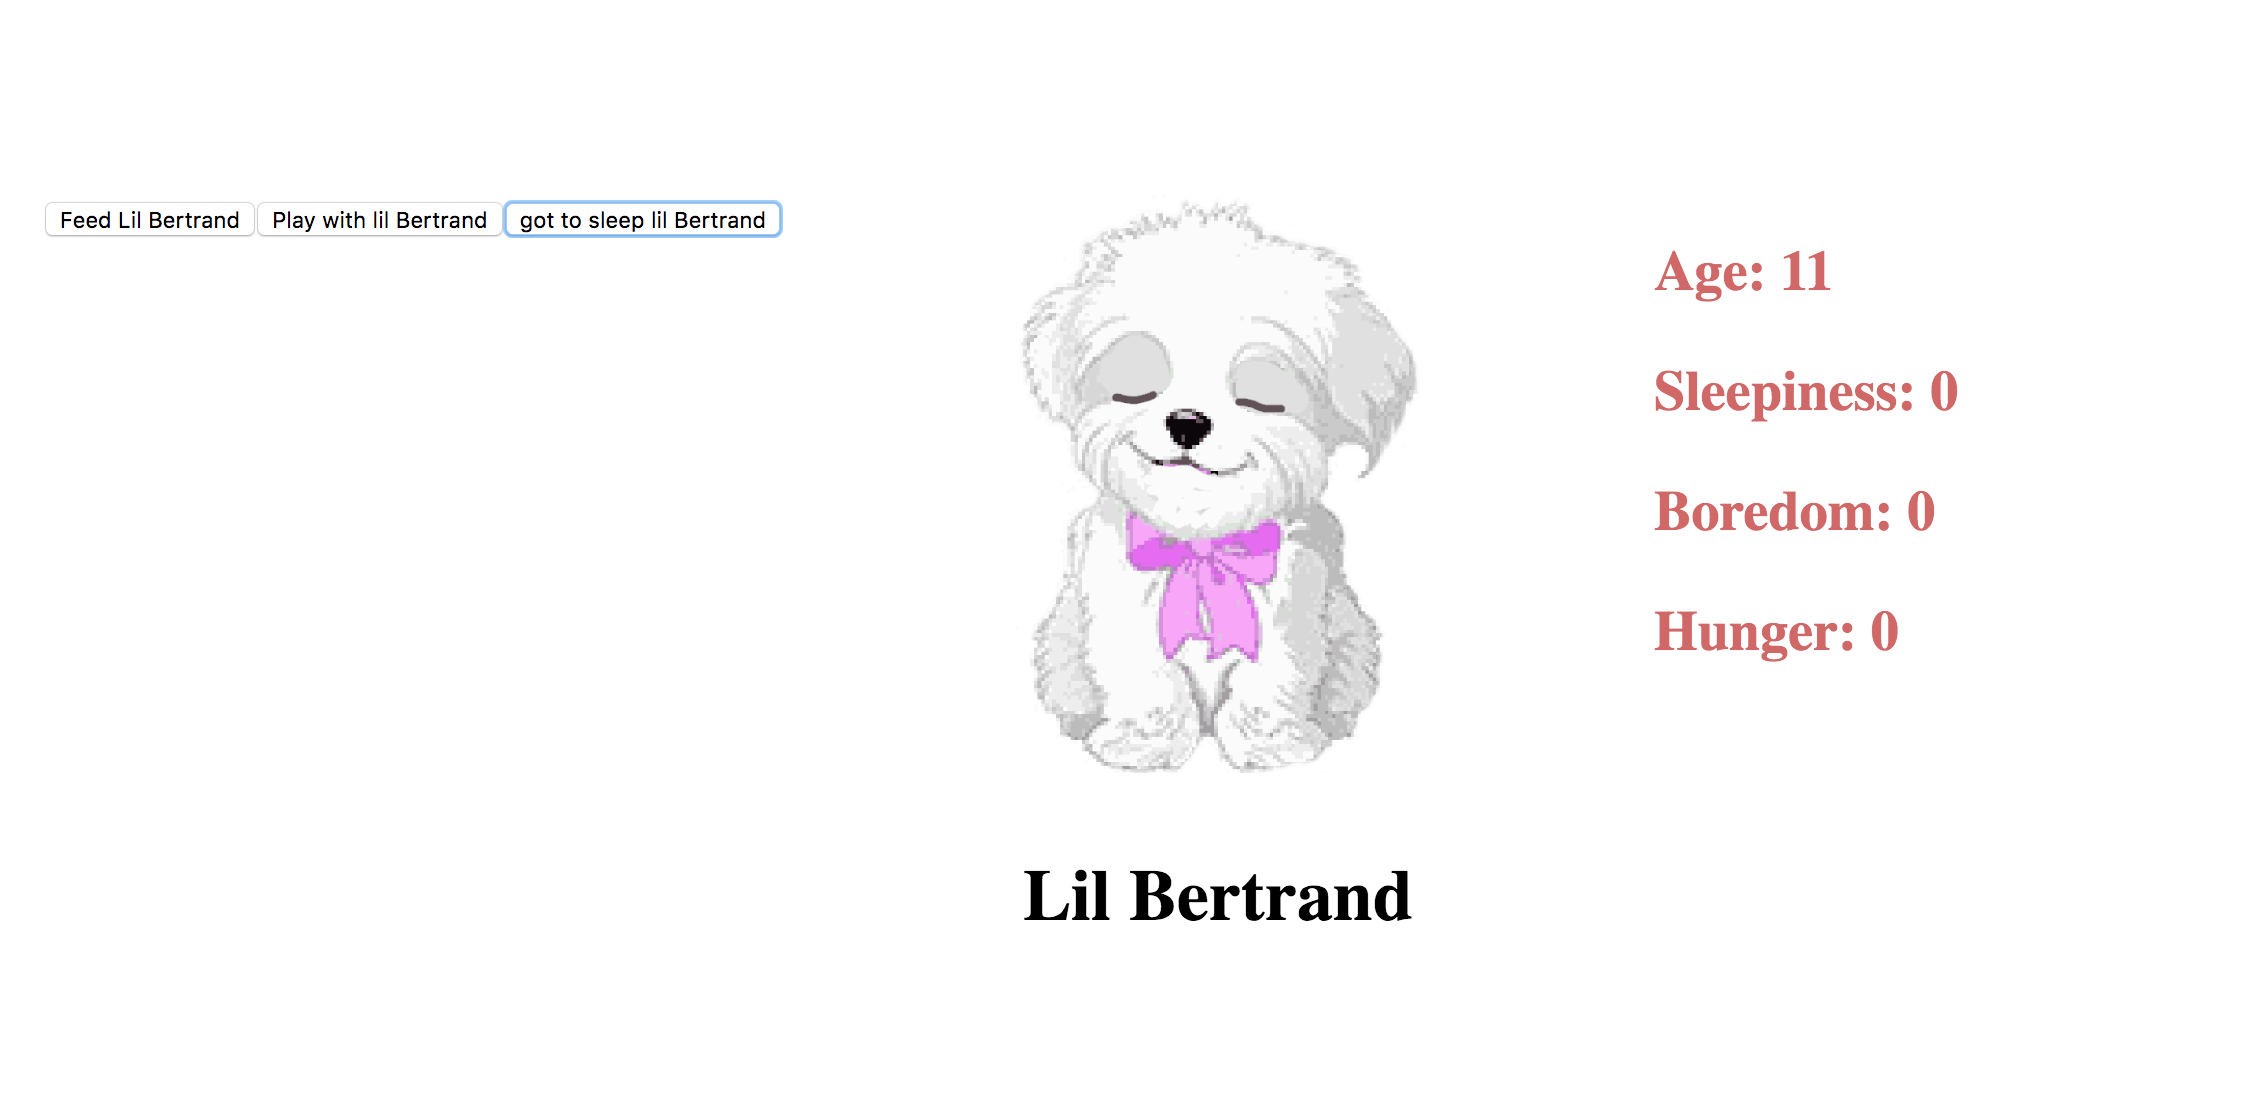 Feed Lil Bertrand Play with lil Bertrand got to sleep lil Bertrand
Age: 11
Sleepiness: 0
Boredom: 0
Hunger: 0
Lil Bertrand